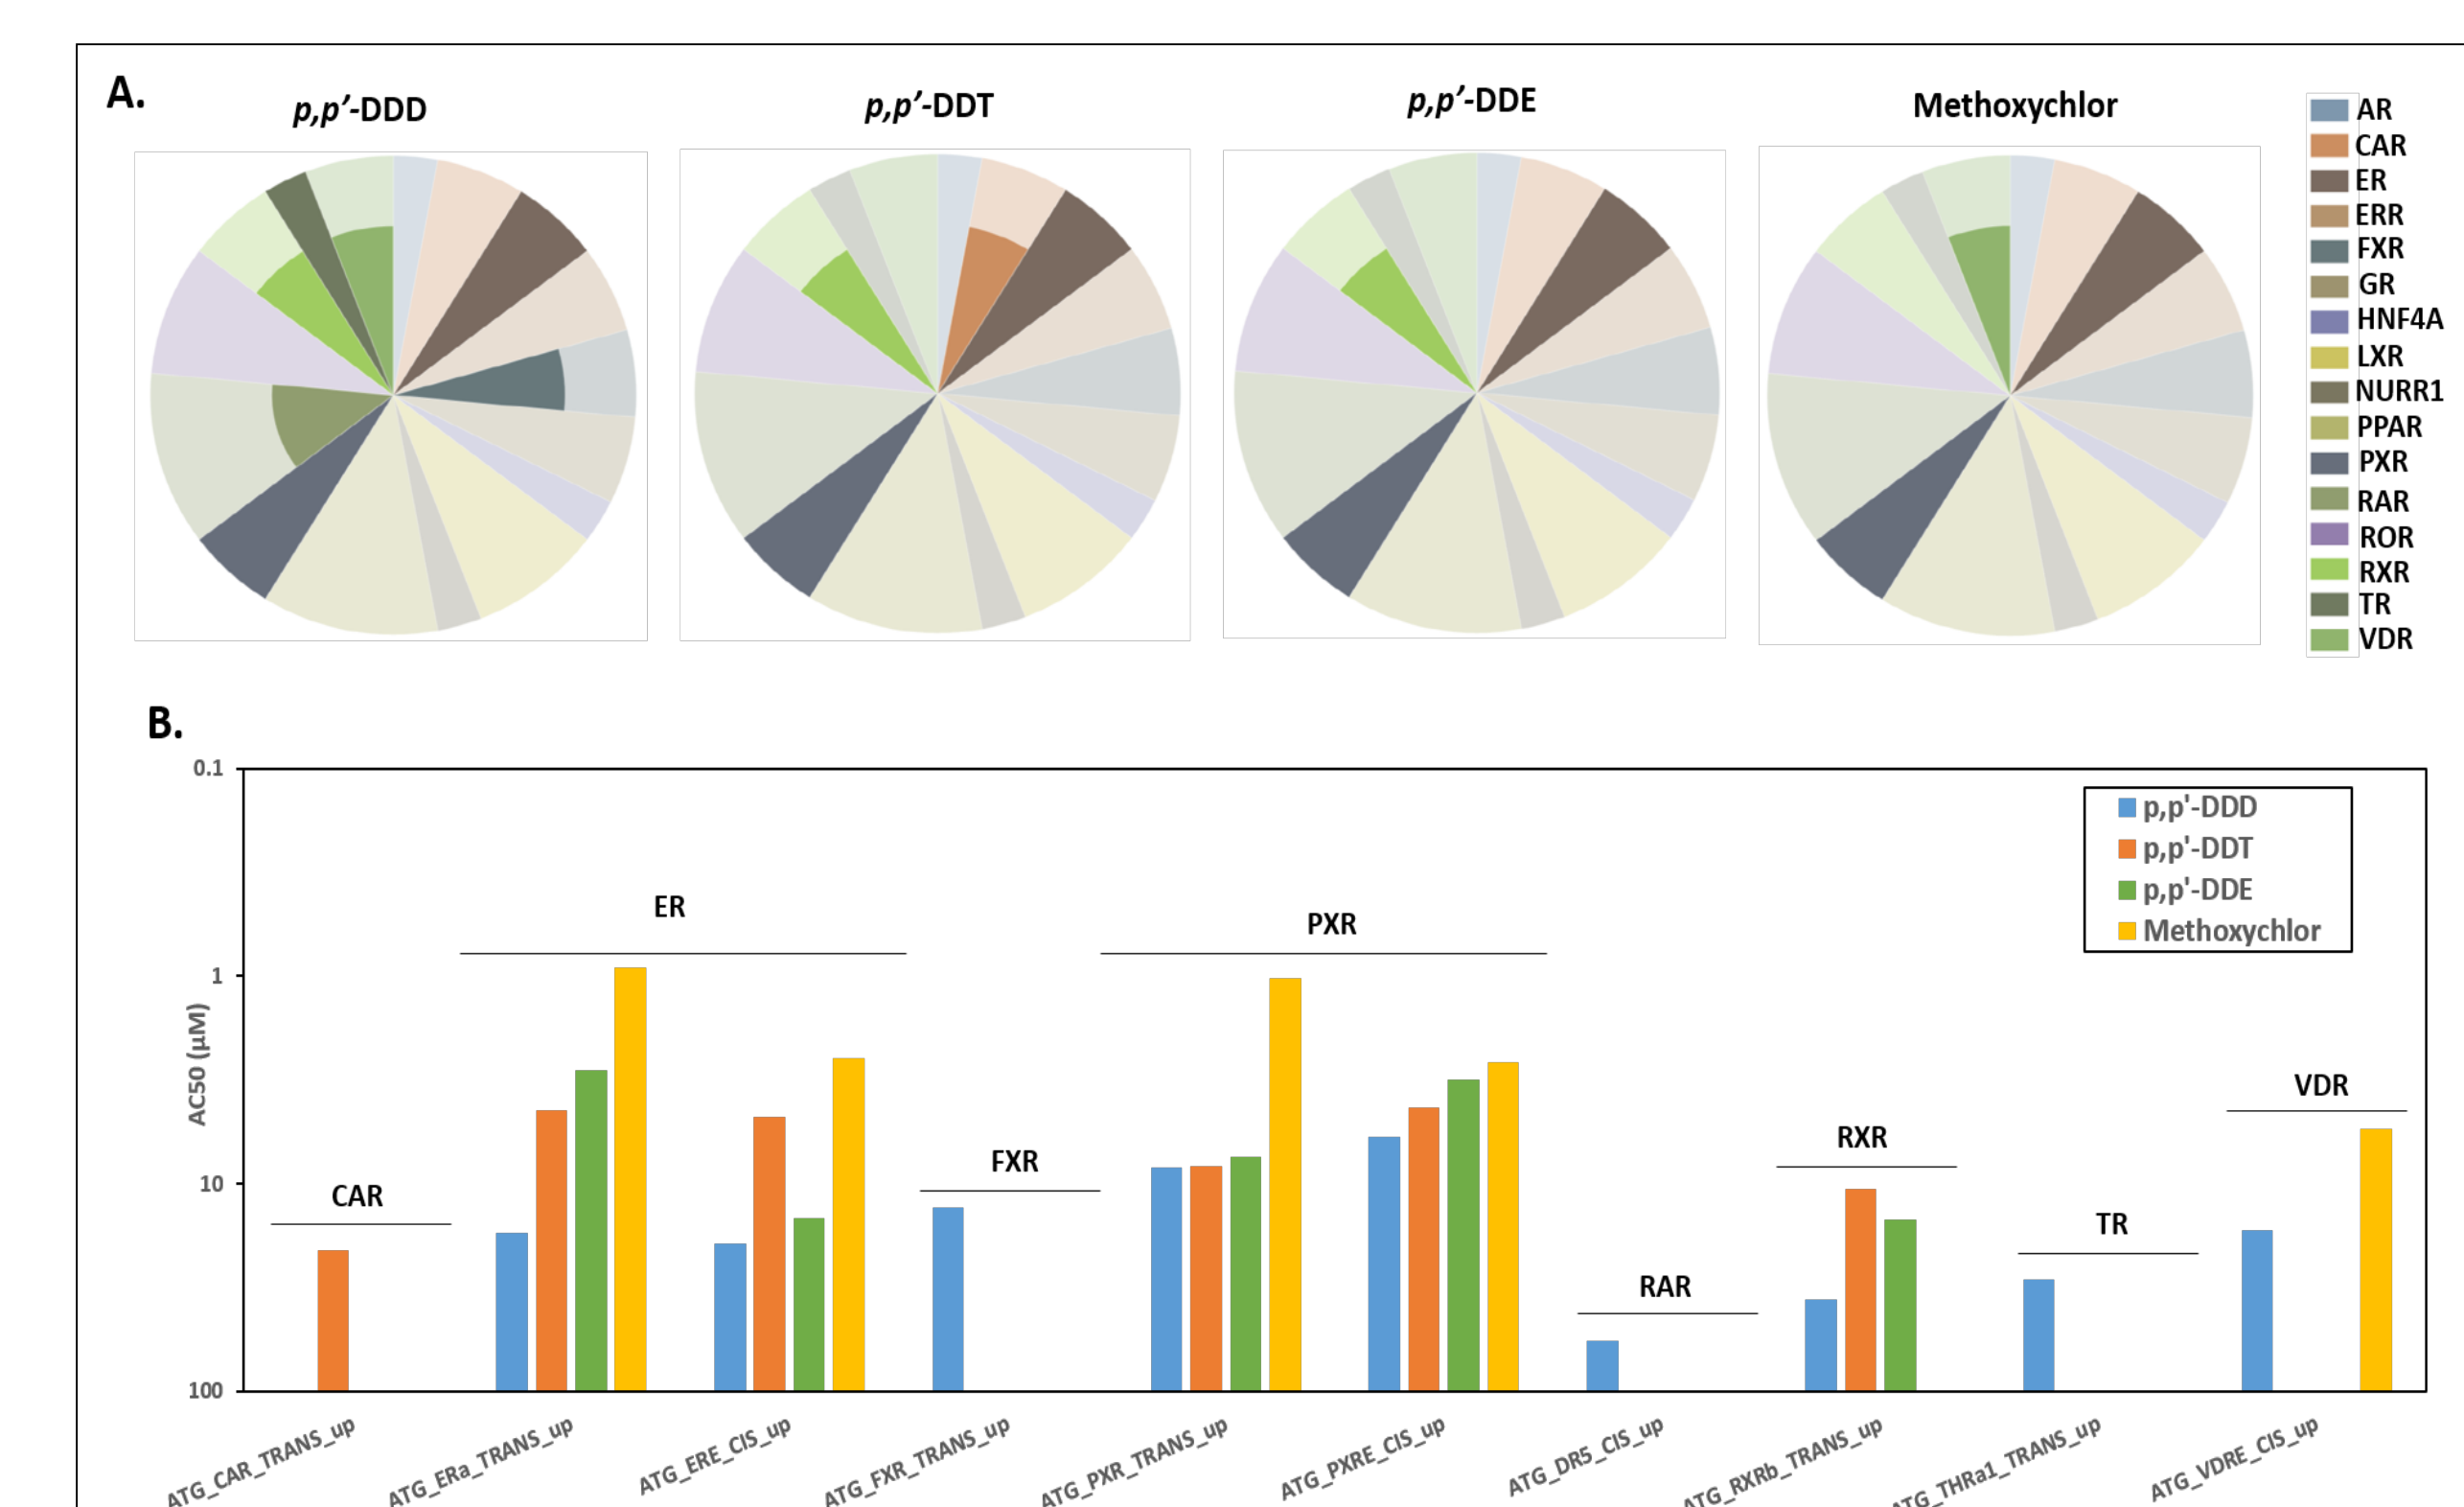 A.
p,p′-DDD
p,p′-DDT
p,p′-DDE
Methoxychlor
AR
CAR
ER
ERR
FXR
GR
HNF4A
LXR
NURR1
PPAR
PXR
RAR
ROR
RXR
TR
VDR
B.
0.1
1
10
100
AC50 (µM)
p,p'-DDD
p,p'-DDT
p,p'-DDE
Methoxychlor
CAR
ER
FXR
PXR
RAR
RXR
TR
VDR
ATG_CAR_TRANS_up
ATG_ERa_TRANS_up
ATG_ERE_CIS_up
ATG_FXR_TRANS_up
ATG_PXR_TRANS_up
ATG_PXRE_CIS_up
ATG_DR5_CIS_up
ATG_RXRb_TRANS_up
ATG_THRa1_TRANS_up
ATG_VDRE_CIS_up